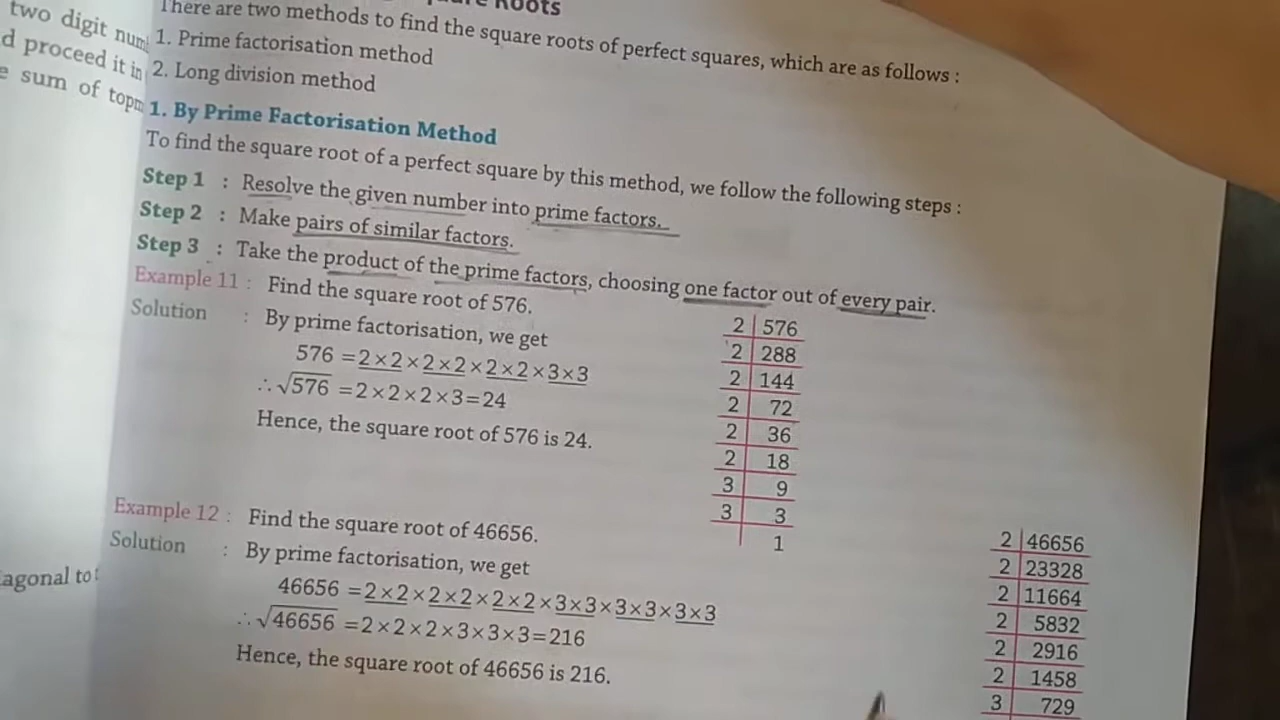 two digit num
d proceed it in
e sum of topm
agonal to
Roots
There are two methods to find the square roots of perfect squares, which are as follows :
1. Prime factorisation method
2. Long division method
1. By Prime Factorisation Method
To find the square root of a perfect square by this method, we follow the following steps :
Step 1 : Resolve the given number into prime factors.
Step 2 : Make pairs of similar factors.
Step 3 : Take the product of the prime factors, choosing one factor out of every pair.
Example 11 : Find the square root of 576.
Solution : By prime factorisation, we get
576 =2×2×2×2×2×2×3×3
∴√576 =2×2×2×3=24
Hence, the square root of 576 is 24.
2 576
2 288
2 144
2 72
2 36
2 18
3 9
3 3
1
Example 12 : Find the square root of 46656.
Solution : By prime factorisation, we get
46656 =2×2×2×2×2×2×3×3×3×3×3×3
∴√46656 =2×2×2×3×3×3=216
Hence, the square root of 46656 is 216.
2 46656
2 23328
2 11664
2 5832
2 2916
2 1458
3 729